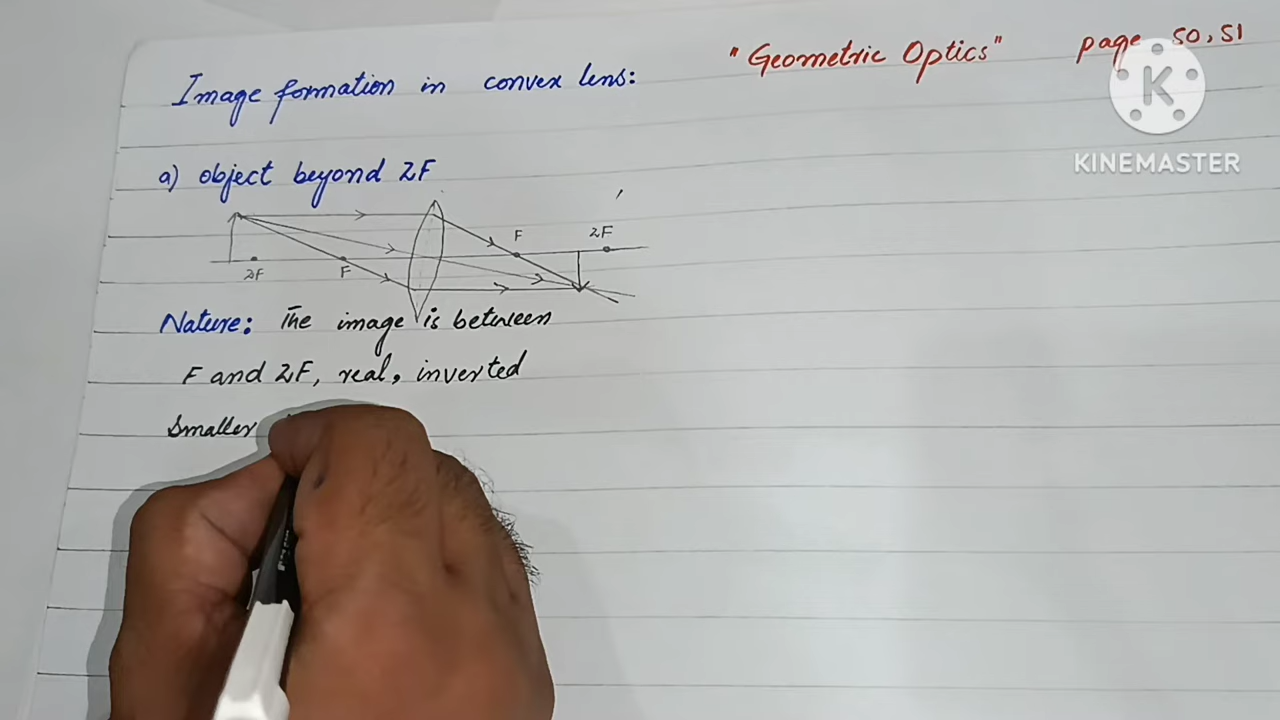 "Geometric Optics" page 50, 51
K
KINEMASTER
Image formation in convex lens:
a) object beyond 2F
F 2F
2F F
Nature: The image is between
F and 2F, real, inverted
Smaller